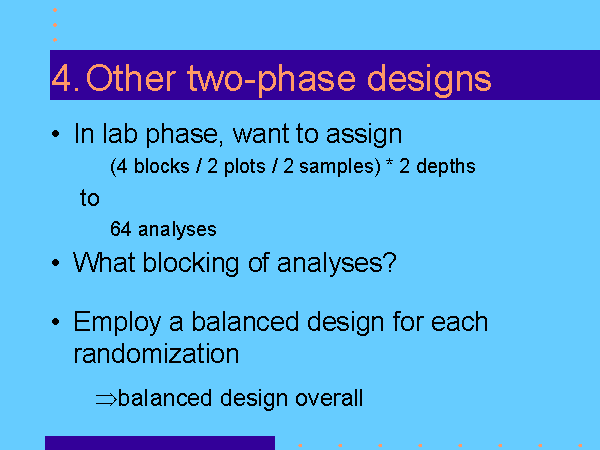 4. Other two-phase designs
• In lab phase, want to assign
(4 blocks / 2 plots / 2 samples) * 2 depths
to
64 analyses
• What blocking of analyses?
• Employ a balanced design for each
randomization
⇒balanced design overall